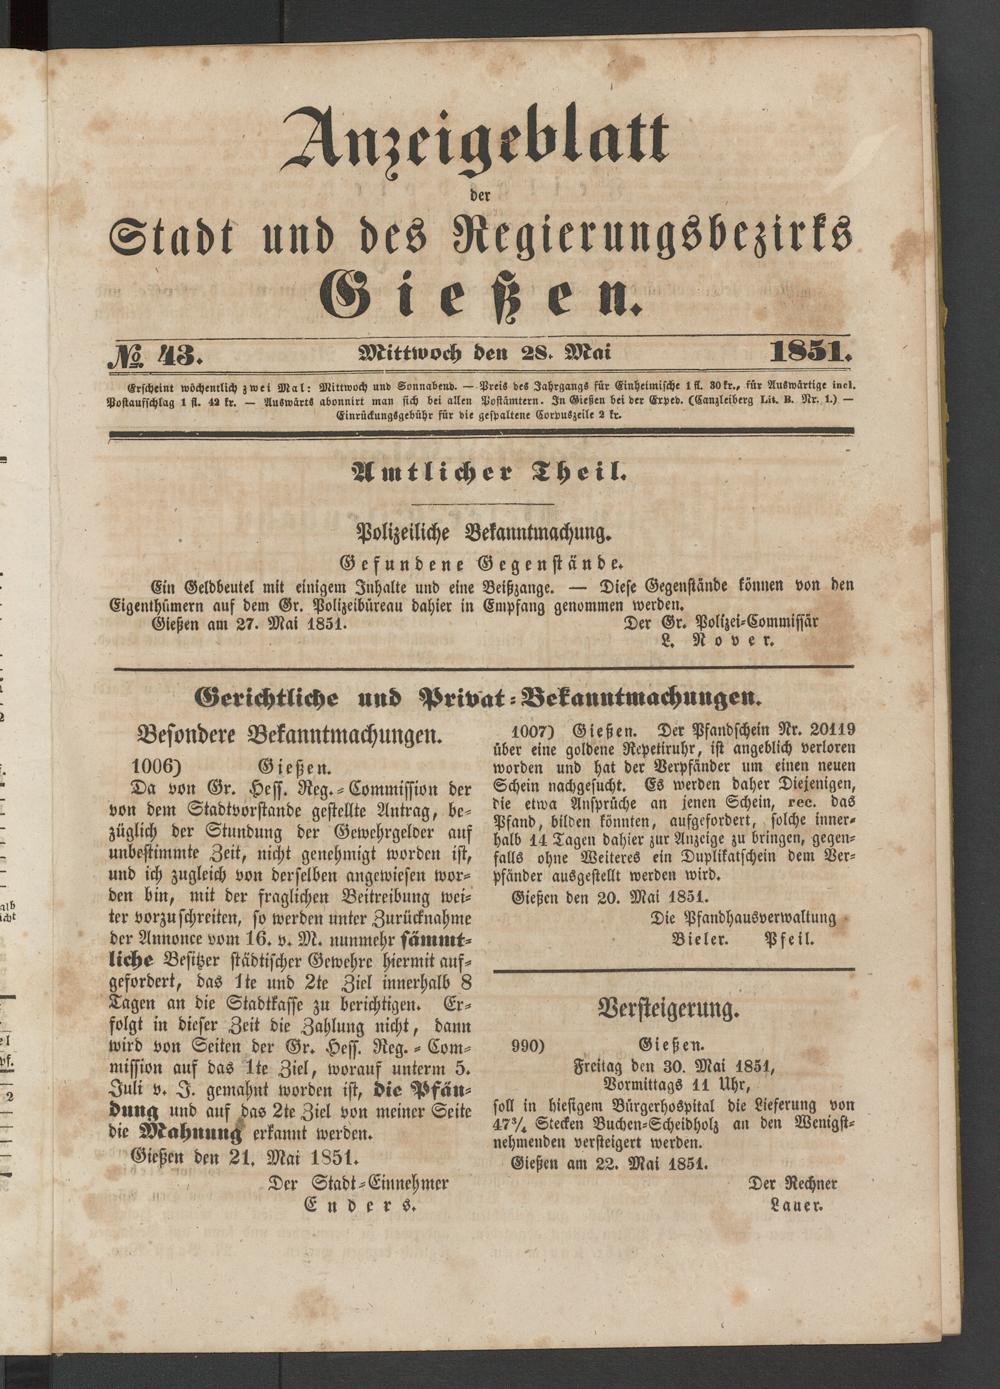 Anzeigeblatt
der
Stadt und des Regierungsbezirks
Gießen.
№ 43. Mittwoch den 28. Mai 1851.
Erscheint wöchentlich zwei Mal: Mittwoch und Sonnabend. — Preis des Jahrgangs für Einheimische 1 fl. 30 kr., für Auswärtige incl.
Postaufschlag 1 fl. 42 kr. — Auswärts abonnirt man sich bei allen Postämtern. In Gießen bei der Exped. (Canzleiberg Lit. B. Nr. 1.) —
Einrückungsgebühr für die gespaltene Corpuszeile 2 kr.
Amtlicher Theil.
Polizeiliche Bekanntmachung.
Gefundene Gegenstände.
Ein Geldbeutel mit einigem Inhalte und eine Beißzange. — Diese Gegenstände können von den
Eigenthümern auf dem Gr. Polizeibüreau dahier in Empfang genommen werden.
Gießen am 27. Mai 1851. Der Gr. Polizei-Commissär
L. Nover.
Gerichtliche und Privat-Bekanntmachungen.
Besondere Bekanntmachungen.
1006) Gießen.
Da von Gr. Hess. Reg.-Commission der
von dem Stadtvorstande gestellte Antrag, be-
züglich der Stundung der Gewehrgelder auf
unbestimmte Zeit, nicht genehmigt worden ist,
und ich zugleich von derselben angewiesen wor-
den bin, mit der fraglichen Beitreibung wei-
ter vorzuschreiten, so werden unter Zurücknahme
der Annonce vom 16. v. M. nunmehr sämmt-
liche Besitzer städtischer Gewehre hiermit auf-
gefordert, das 1te und 2te Ziel innerhalb 8
Tagen an die Stadtkasse zu berichtigen. Er-
folgt in dieser Zeit die Zahlung nicht, dann
wird von Seiten der Gr. Hess. Reg.-Com-
mission auf das 1te Ziel, worauf unterm 5.
Juli v. J. gemahnt worden ist, die Pfän-
dung und auf das 2te Ziel von meiner Seite
die Mahnung erkannt werden.
Gießen den 21. Mai 1851.
Der Stadt-Einnehmer
Enders.
1007) Gießen. Der Pfandschein Nr. 20119
über eine goldene Repetiruhr, ist angeblich verloren
worden und hat der Verpfänder um einen neuen
Schein nachgesucht. Es werden daher Diejenigen,
die etwa Ansprüche an jenen Schein, rec. das
Pfand, bilden könnten, aufgefordert, solche inner-
halb 14 Tagen dahier zur Anzeige zu bringen, gegen-
falls ohne Weiteres ein Duplikatschein dem Ver-
pfänder ausgestellt werden wird.
Gießen den 20. Mai 1851.
Die Pfandhausverwaltung
Bieler. Pfeil.
Versteigerung.
990) Gießen.
Freitag den 30. Mai 1851,
Vormittags 11 Uhr,
soll in hiesigem Bürgerhospital die Lieferung von
47¾ Stecken Buchen-Scheidholz an den Wenigst-
nehmenden versteigert werden.
Gießen am 22. Mai 1851.
Der Rechner
Lauer.